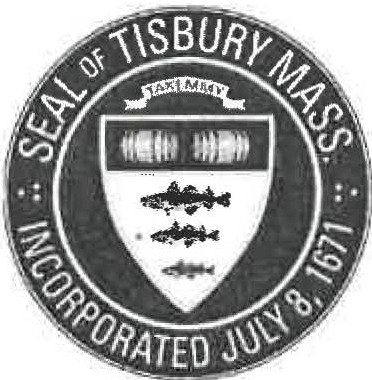 SEAL OF TISBURY MASS.
INCORPORATED JULY 8, 1671